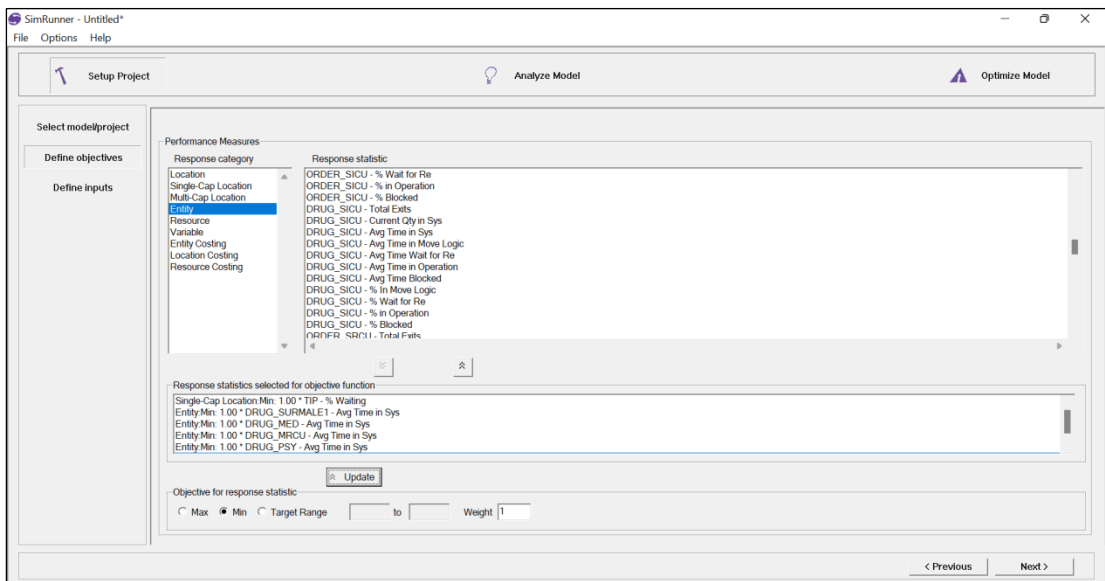 SimRunner - Untitled*
File Options Help
Setup Project
Analyze Model
Optimize Model
Select model/project
Define objectives
Define inputs
Performance Measures
Response category
Location
Single-Cap Location
Multi-Cap Location
Entity
Resource
Variable
Entity Costing
Location Costing
Resource Costing
Response statistic
ORDER_SICU - % Wait for Re
ORDER_SICU - % in Operation
ORDER_SICU - % Blocked
DRUG_SICU - Total Exits
DRUG_SICU - Current Qty in Sys
DRUG_SICU - Avg Time in Sys
DRUG_SICU - Avg Time in Move Logic
DRUG_SICU - Avg Time Wait for Re
DRUG_SICU - Avg Time in Operation
DRUG_SICU - Avg Time Blocked
DRUG_SICU - % In Move Logic
DRUG_SICU - % Wait for Re
DRUG_SICU - % in Operation
DRUG_SICU - % Blocked
ORDER_SRCU - Total Exits
Response statistics selected for objective function
Single-Cap Location:Min: 1.00 * TIP - % Waiting
Entity:Min: 1.00 * DRUG_SURMALE1 - Avg Time in Sys
Entity:Min: 1.00 * DRUG_MED - Avg Time in Sys
Entity:Min: 1.00 * DRUG_MRCU - Avg Time in Sys
Entity:Min: 1.00 * DRUG_PSY - Avg Time in Sys
Update
Objective for response statistic
Max Min Target Range to Weight 1
< Previous Next >